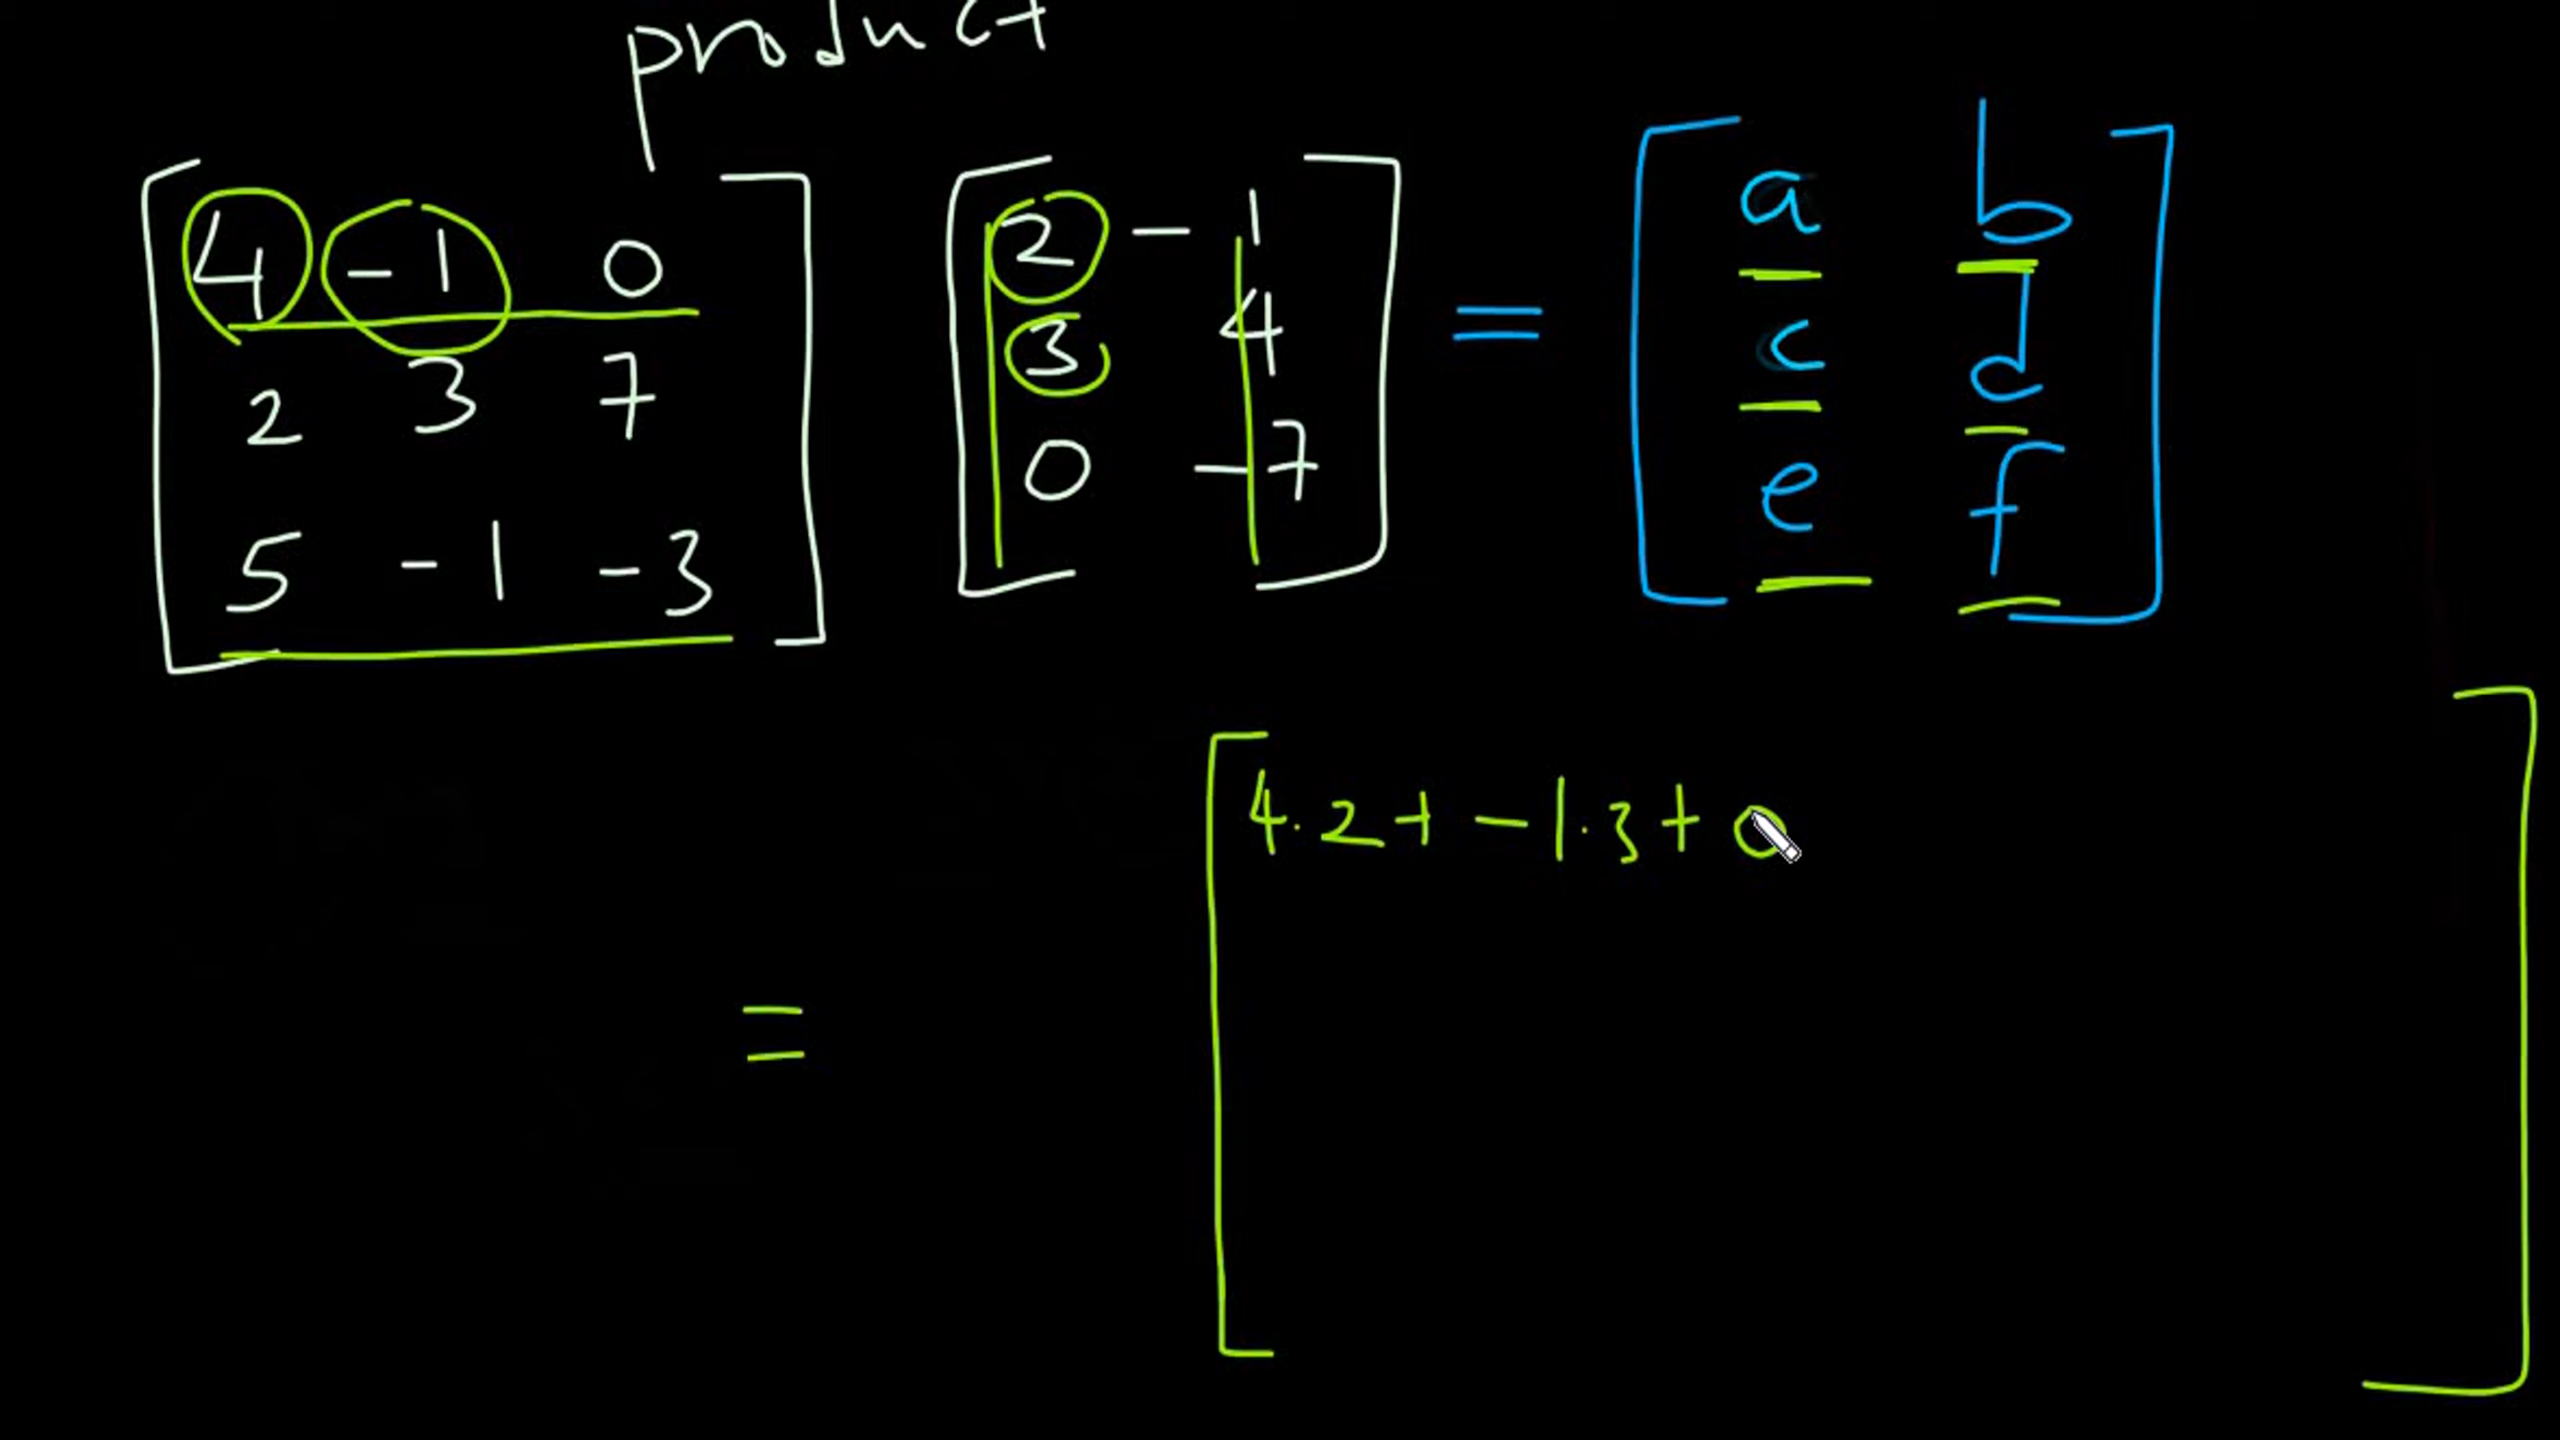 product
4 -1 0 2 -1 a b
2 3 7 3 4 = c d
5 -1 -3 0 -7 e f
4.2+ -1.3+ 0
=